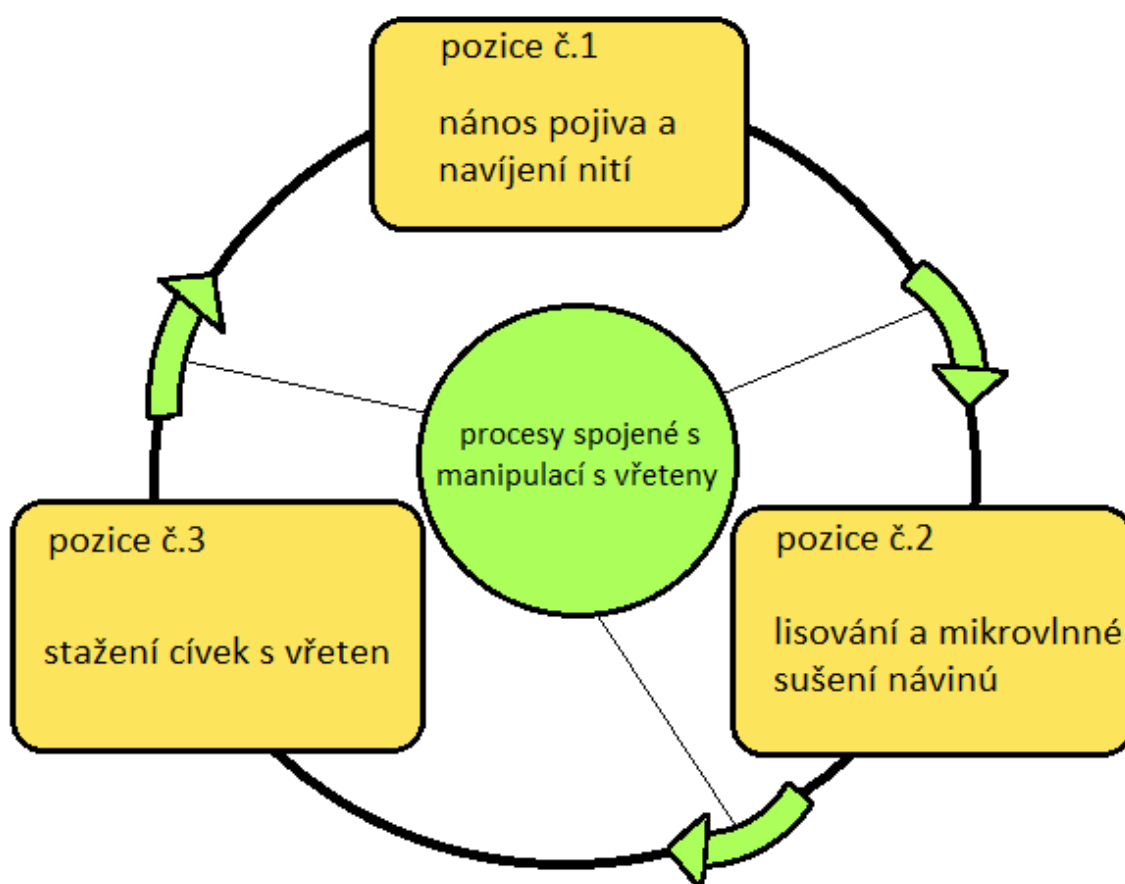 pozice č.1
nános pojiva a
navíjení nití
procesy spojené s
manipulací s vřeteny
pozice č.3
stažení cívek s vřeten
pozice č.2
lisování a mikrovlnné
sušení návinú